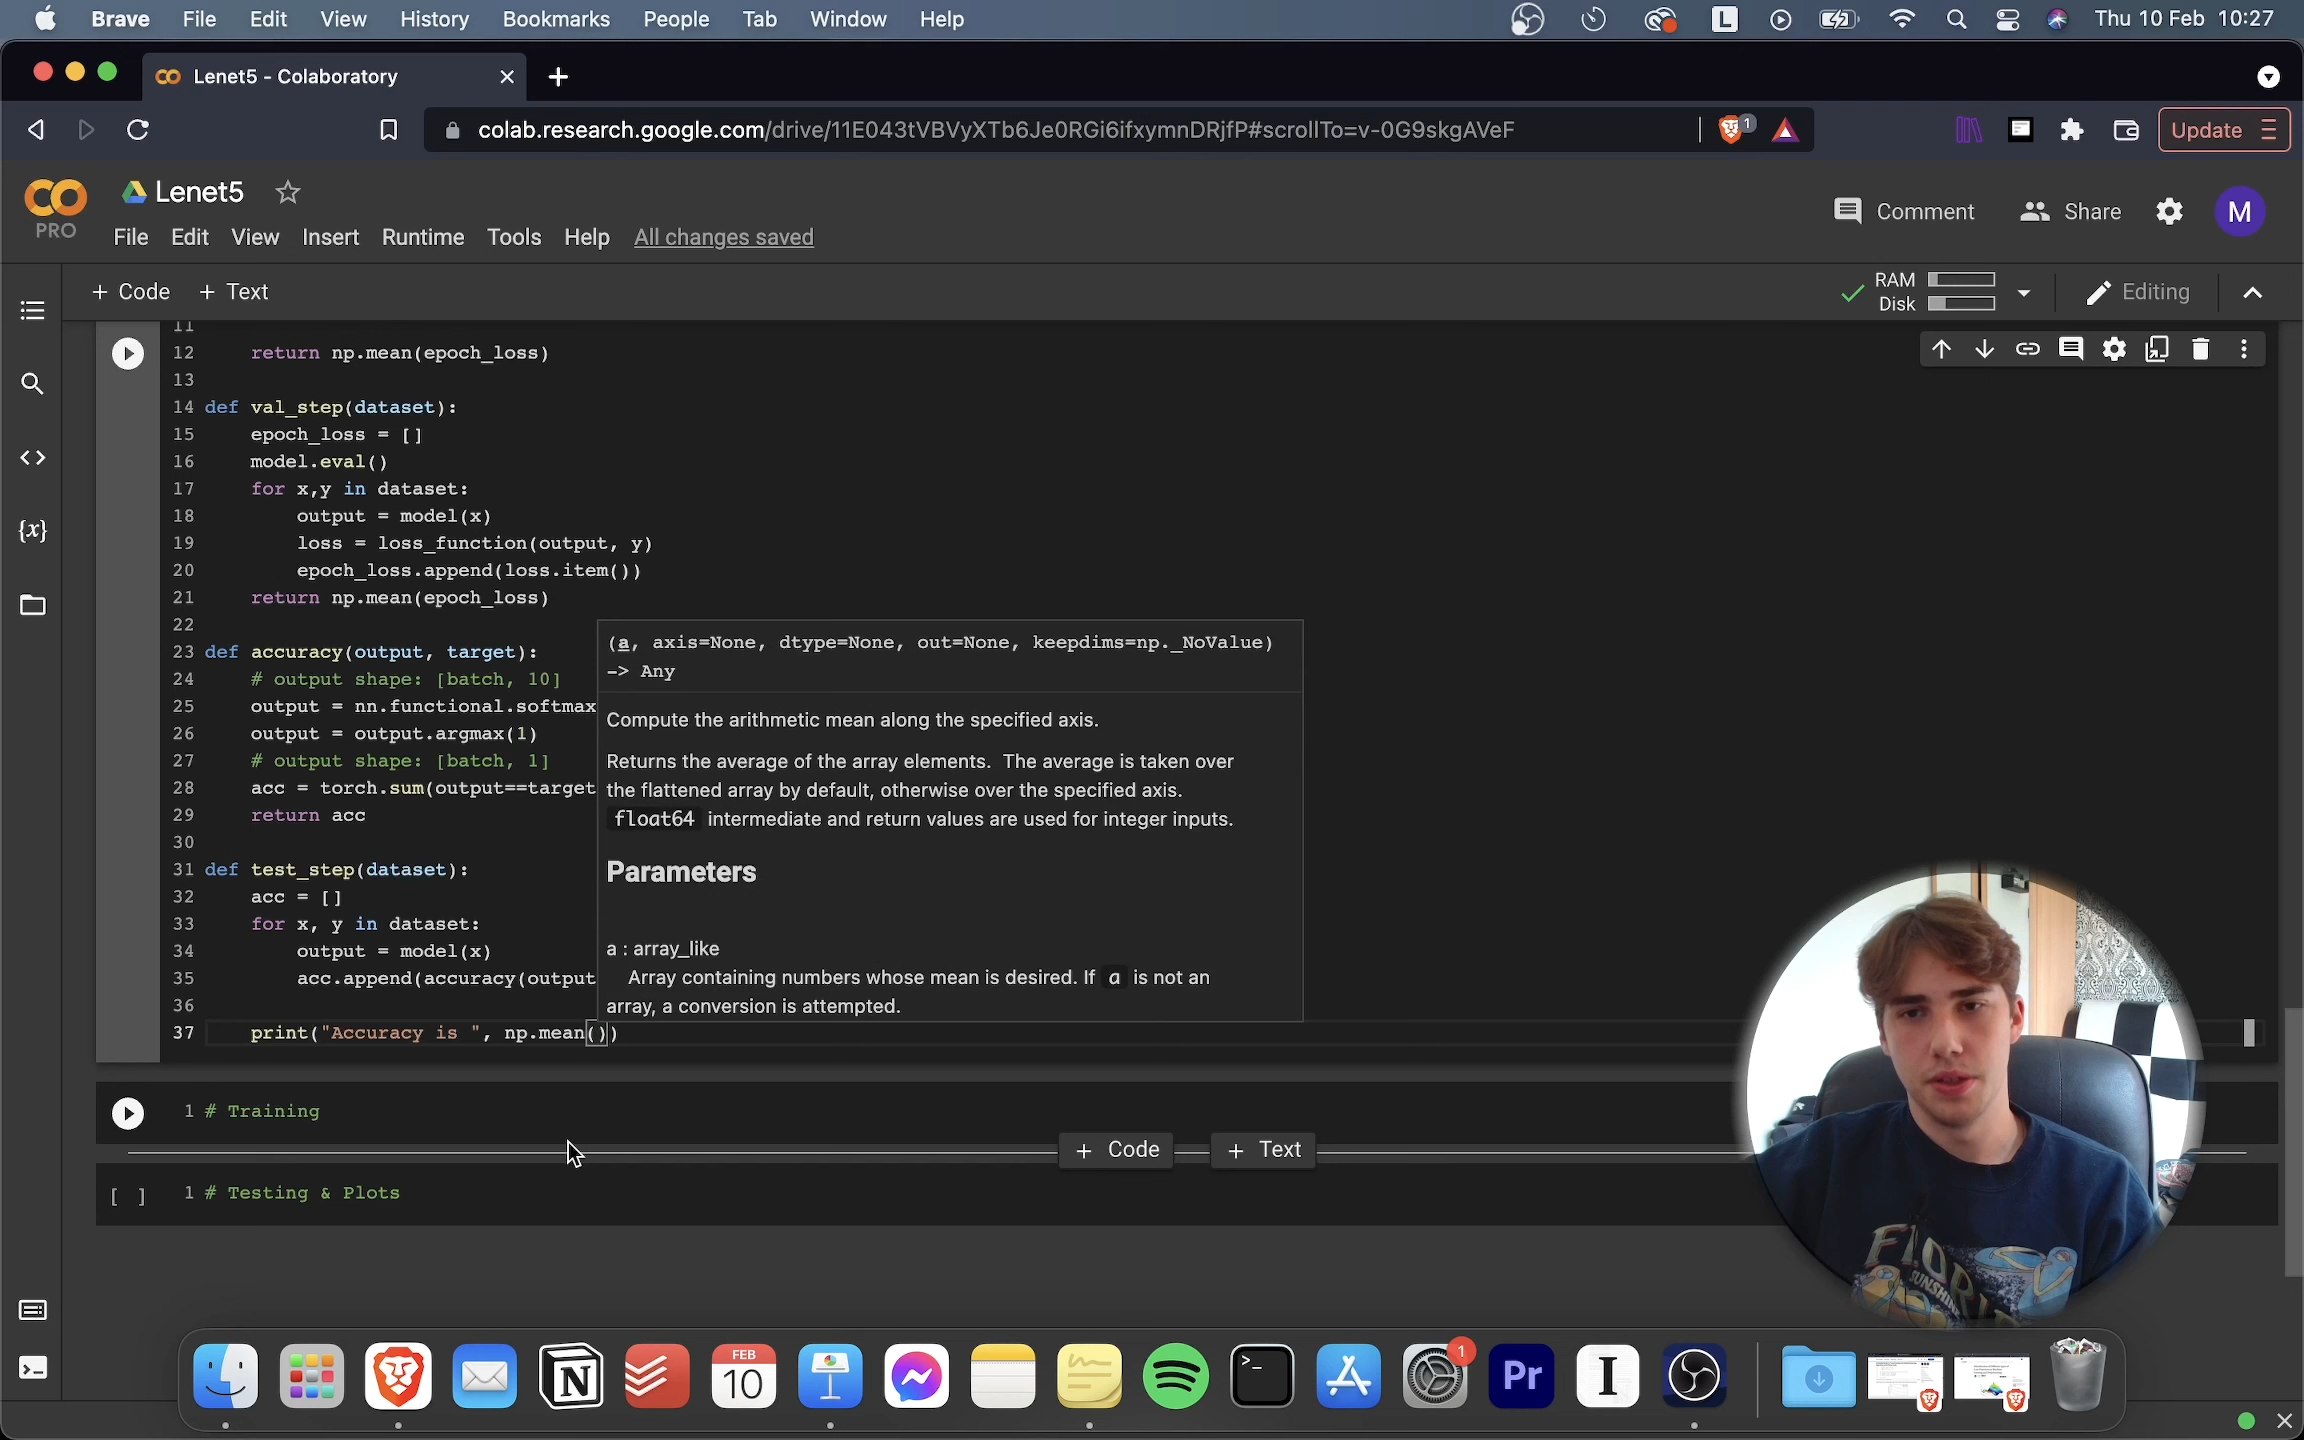 Brave File Edit View History Bookmarks People Tab Window Help
Thu 10 Feb 10:27
Lenet5 - Colaboratory
colab.research.google.com/drive/11E043tVBVyXTb6Je0RGi6ifxymnDRjfP#scrollTo=v-0G9skgAVeF
1
Update
PRO
Lenet5
File Edit View Insert Runtime Tools Help All changes saved
Comment
Share
M
+ Code + Text
RAM
Disk
Editing
11
12 return np.mean(epoch_loss)
13
14 def val_step(dataset):
15 epoch_loss = []
16 model.eval()
17 for x,y in dataset:
18 output = model(x)
19 loss = loss_function(output, y)
20 epoch_loss.append(loss.item())
21 return np.mean(epoch_loss)
22
23 def accuracy(output, target):
24 # output shape: [batch, 10]
25 output = nn.functional.softmax
26 output = output.argmax(1)
27 # output shape: [batch, 1]
28 acc = torch.sum(output==target
29 return acc
30
31 def test_step(dataset):
32 acc = []
33 for x, y in dataset:
34 output = model(x)
35 acc.append(accuracy(output
36
37 print("Accuracy is ", np.mean())
(a, axis=None, dtype=None, out=None, keepdims=np._NoValue)
-> Any
Compute the arithmetic mean along the specified axis.
Returns the average of the array elements. The average is taken over
the flattened array by default, otherwise over the specified axis.
float64 intermediate and return values are used for integer inputs.
Parameters
a : array_like
Array containing numbers whose mean is desired. If a is not an
array, a conversion is attempted.
1 # Training
+ Code + Text
[ ] 1 # Testing & Plots
FLORI
SUNSHINE
FEB
10
1
Pr
I